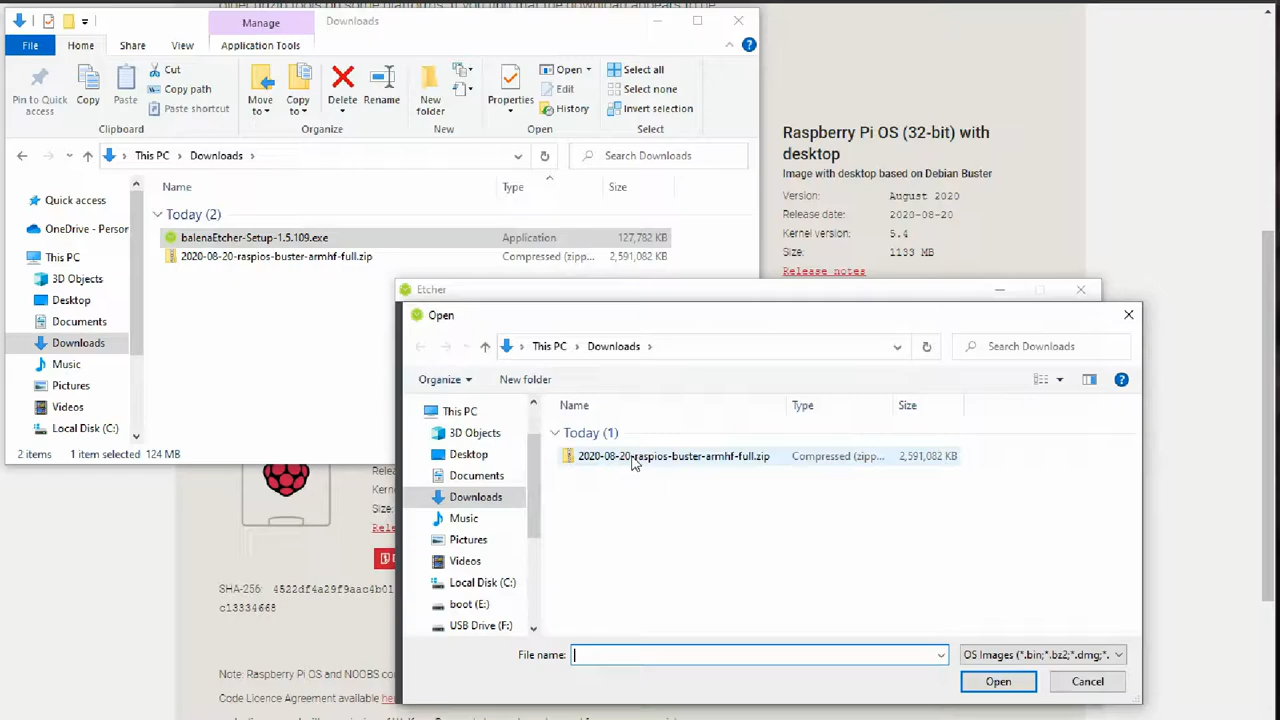 Manage
Downloads
File
Home
Share
View
Application Tools
Pin to Quick access
Copy
Paste
Cut
Copy path
Paste shortcut
Clipboard
Move to
Copy to
Delete
Rename
Organize
New folder
New
Properties
Open
Edit
History
Open
Select all
Select none
Invert selection
Select
This PC
Downloads
Search Downloads
Name
Type
Size
Today (2)
balenaEtcher-Setup-1.5.109.exe Application 127,782 KB
2020-08-20-raspios-buster-armhf-full.zip Compressed (zipp... 2,591,082 KB
Quick access
OneDrive - Person
This PC
3D Objects
Desktop
Documents
Downloads
Music
Pictures
Videos
Local Disk (C:)
2 items 1 item selected 124 MB
Raspberry Pi OS (32-bit) with
desktop
Image with desktop based on Debian Buster
Version: August 2020
Release date: 2020-08-20
Kernel version: 5.4
Size: 1133 MB
Release notes
Etcher
Open
This PC
Downloads
Search Downloads
Organize
New folder
Name
Type
Size
This PC
3D Objects
Desktop
Documents
Downloads
Music
Pictures
Videos
Local Disk (C:)
boot (E:)
USB Drive (F:)
Today (1)
2020-08-20-raspios-buster-armhf-full.zip Compressed (zipp... 2,591,082 KB
File name:
OS Images (*.bin;*.bz2;*.dmg;*.
Open
Cancel
Kern
Size:
Rele
SHA-256: 4522df4a29f9aac4b01
c13334668
Note: Raspberry Pi OS and NOOBS
Code Licence Agreement available he